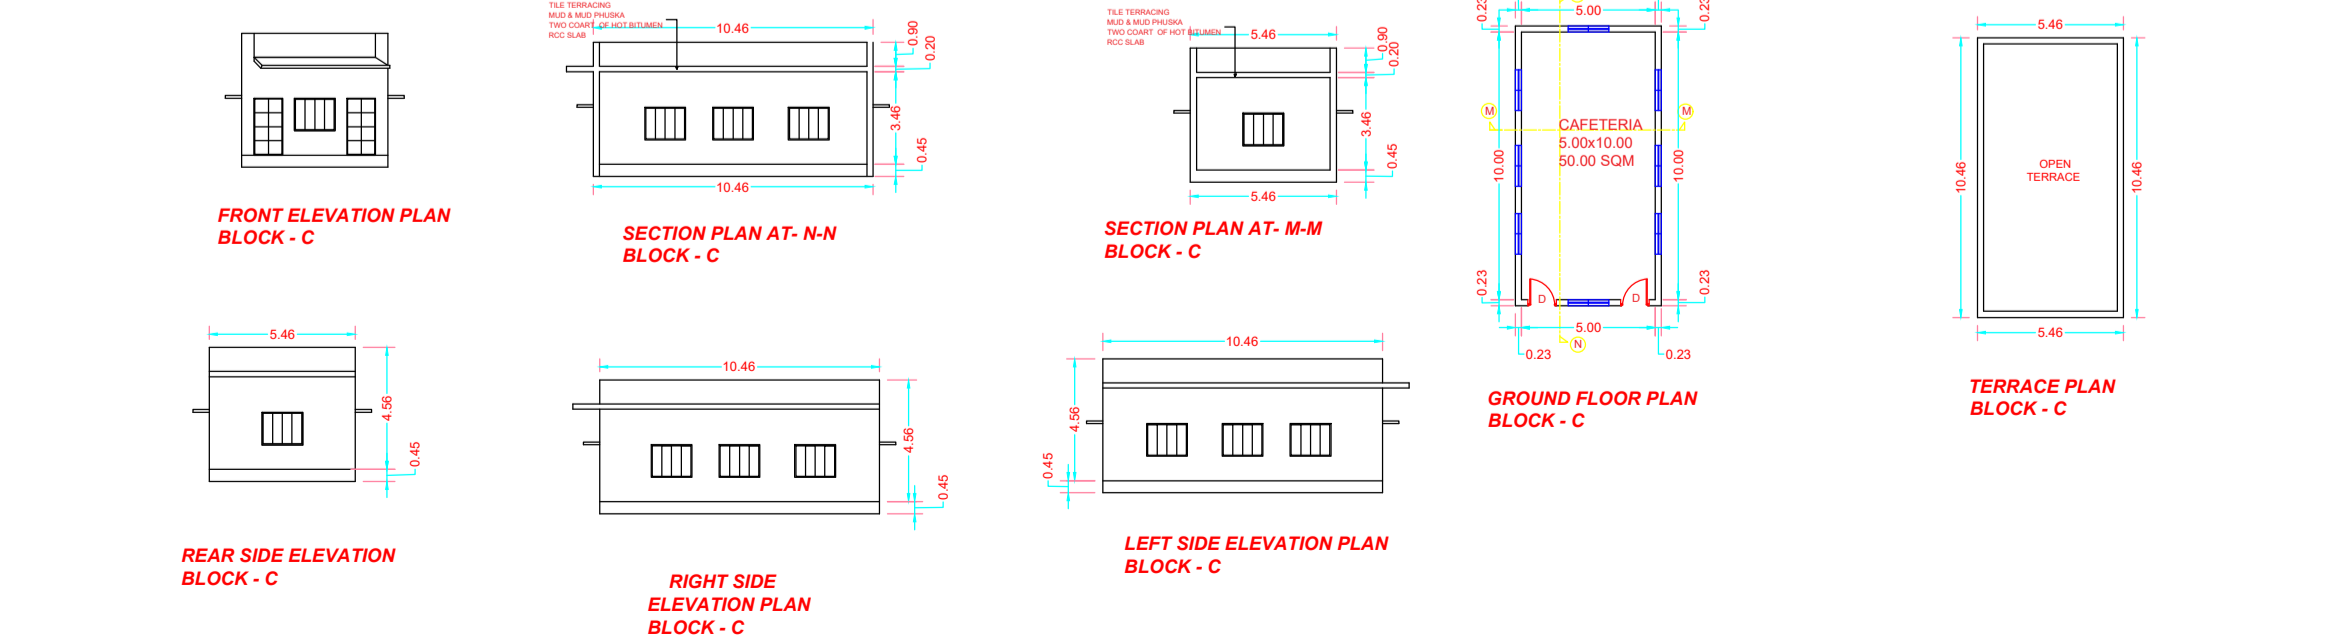 TILE TERRACING
MUD & MUD PHUSKA
TWO COART OF HOT BITUMEN
RCC SLAB
10.46
0.90
0.20
3.46
0.45
10.46
FRONT ELEVATION PLAN
BLOCK - C
SECTION PLAN AT- N-N
BLOCK - C
TILE TERRACING
MUD & MUD PHUSKA
TWO COART OF HOT BITUMEN
RCC SLAB
5.46
0.90
0.20
3.46
0.45
5.46
SECTION PLAN AT- M-M
BLOCK - C
0.23
5.00
0.23
M
M
CAFETERIA
5.00x10.00
50.00 SQM
10.00
10.00
0.23
0.23
D
D
5.00
N
0.23
0.23
GROUND FLOOR PLAN
BLOCK - C
5.46
10.46
OPEN
TERRACE
10.46
5.46
TERRACE PLAN
BLOCK - C
5.46
4.56
0.45
REAR SIDE ELEVATION
BLOCK - C
10.46
4.56
0.45
RIGHT SIDE
ELEVATION PLAN
BLOCK - C
10.46
4.56
0.45
LEFT SIDE ELEVATION PLAN
BLOCK - C